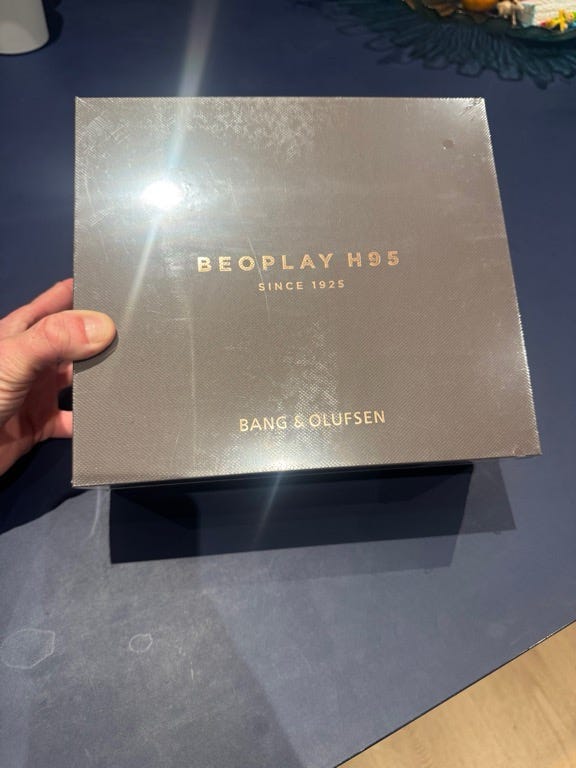 BEOPLAY H95
SINCE 1925
BANG & OLUFSEN